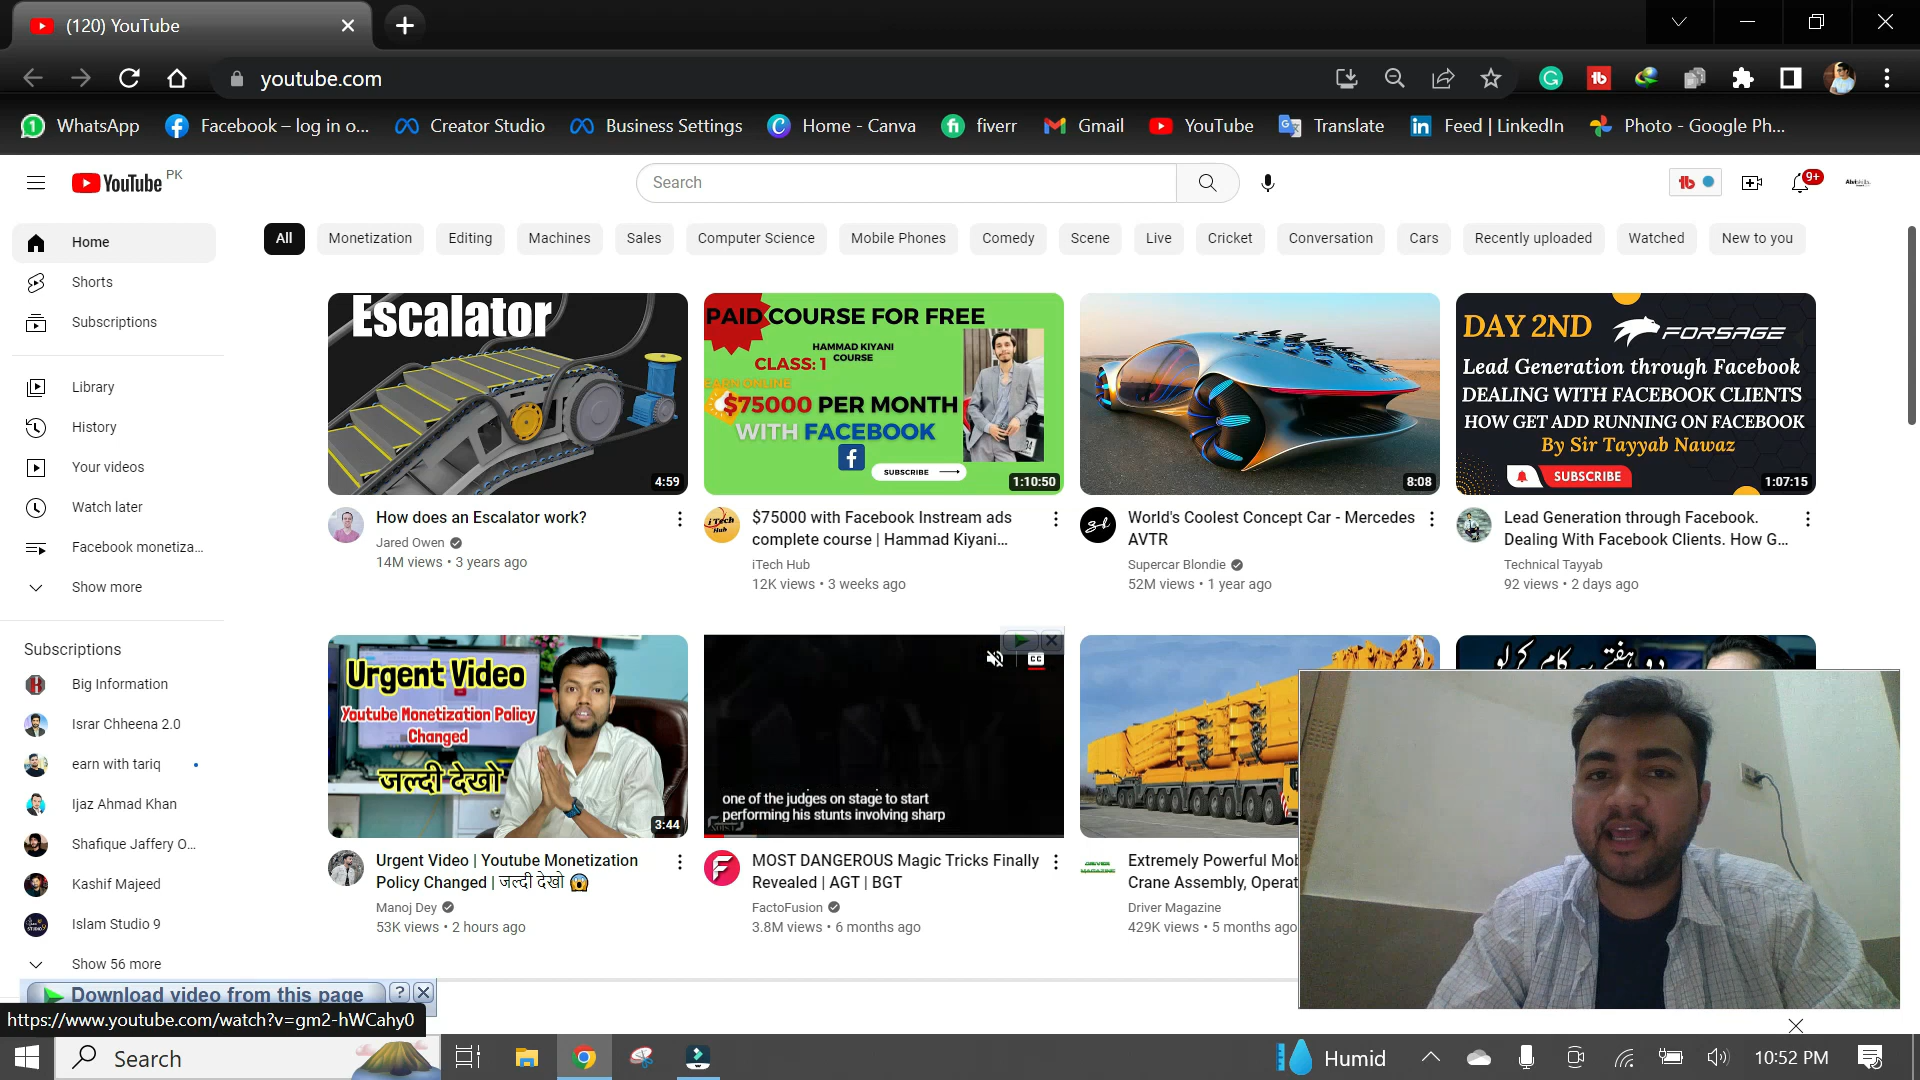 (120) YouTube
youtube.com
WhatsApp
Facebook – log in o...
Creator Studio
Business Settings
Home - Canva
fiverr
Gmail
YouTube
Translate
Feed | LinkedIn
Photo - Google Ph...
YouTube PK
Search
9+
Home
Shorts
Subscriptions
Library
History
Your videos
Watch later
Facebook monetiza...
Show more
Subscriptions
Big Information
Israr Chheena 2.0
earn with tariq
Ijaz Ahmad Khan
Shafique Jaffery O...
Kashif Majeed
Islam Studio 9
Show 56 more
All
Monetization
Editing
Machines
Sales
Computer Science
Mobile Phones
Comedy
Scene
Live
Cricket
Conversation
Cars
Recently uploaded
Watched
New to you
Escalator
4:59
How does an Escalator work?
Jared Owen
14M views • 3 years ago
PAID COURSE FOR FREE
HAMMAD KIYANI
COURSE
CLASS: 1
EARN ONLINE
$75000 PER MONTH
WITH FACEBOOK
SUBSCRIBE
1:10:50
$75000 with Facebook Instream ads
complete course | Hammad Kiyani...
iTech Hub
12K views • 3 weeks ago
8:08
World's Coolest Concept Car - Mercedes
AVTR
Supercar Blondie
52M views • 1 year ago
DAY 2ND FORSAGE
Lead Generation through Facebook
DEALING WITH FACEBOOK CLIENTS
HOW GET ADD RUNNING ON FACEBOOK
By Sir Tayyab Nawaz
SUBSCRIBE
1:07:15
Lead Generation through Facebook.
Dealing With Facebook Clients. How G...
Technical Tayyab
92 views • 2 days ago
Urgent Video
Youtube Monetization Policy
Changed
जल्दी देखो
3:44
Urgent Video | Youtube Monetization
Policy Changed | जल्दी देखो 😱
Manoj Dey
53K views • 2 hours ago
CC
one of the judges on stage to start
performing his stunts involving sharp
MOST DANGEROUS Magic Tricks Finally
Revealed | AGT | BGT
FactoFusion
3.8M views • 6 months ago
Extremely Powerful Mob
Crane Assembly, Operat
Driver Magazine
429K views • 5 months ago
دو ہفتے یہ کام کر لو
Download video from this page
?
https://www.youtube.com/watch?v=gm2-hWCahy0
Search
Humid
10:52 PM